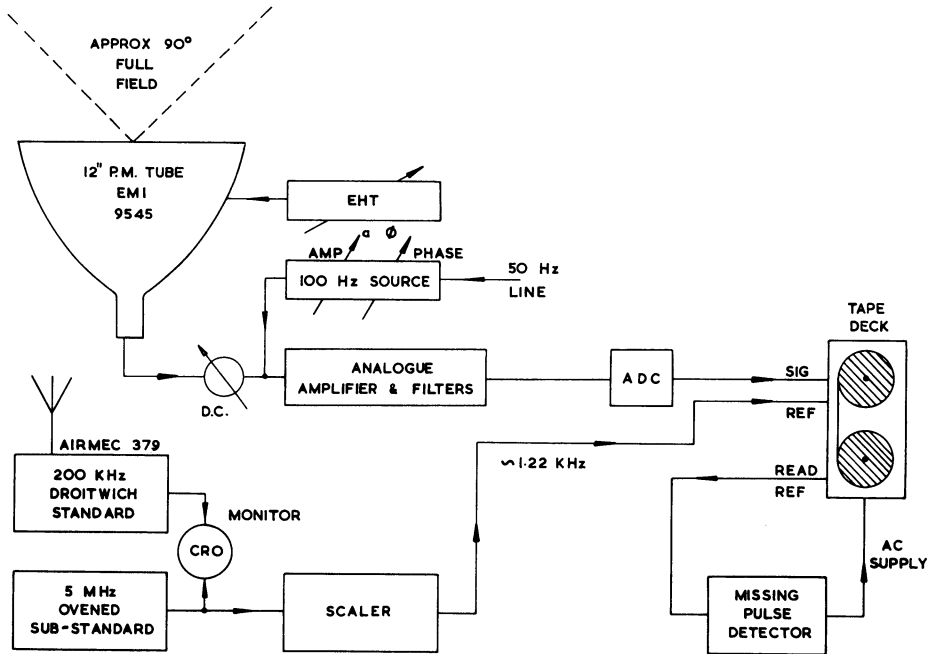 APPROX 90°
FULL
FIELD
12" P.M. TUBE
EMI
9545
EHT
a Ø
AMP PHASE
100 Hz SOURCE
50 Hz
LINE
TAPE
DECK
ANALOGUE
AMPLIFIER & FILTERS
ADC
SIG
REF
D.C.
AIRMEC 379
200 KHz
DROITWICH
STANDARD
∽1·22 KHz
READ
REF
MONITOR
CRO
AC
SUPPLY
5 MHz
OVENED
SUB-STANDARD
SCALER
MISSING
PULSE
DETECTOR